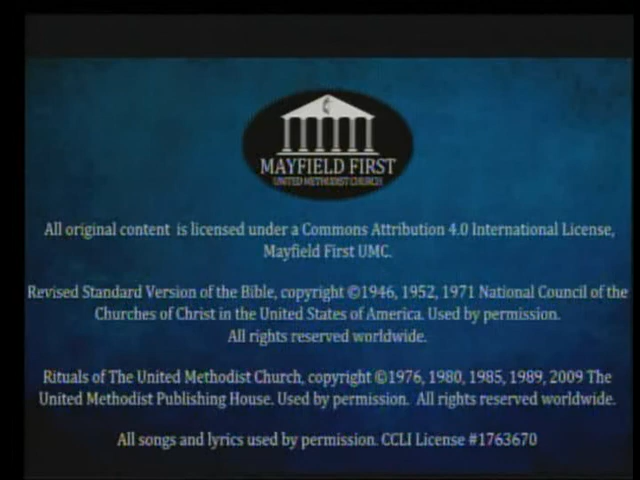 MAYFIELD FIRST
UNITED METHODIST CHURCH
All original content is licensed under a Commons Attribution 4.0 International License,
Mayfield First UMC.
Revised Standard Version of the Bible, copyright ©1946, 1952, 1971 National Council of the
Churches of Christ in the United States of America. Used by permission.
All rights reserved worldwide.
Rituals of The United Methodist Church, copyright ©1976, 1980, 1985, 1989, 2009 The
United Methodist Publishing House. Used by permission. All rights reserved worldwide.
All songs and lyrics used by permission. CCLI License #1763670